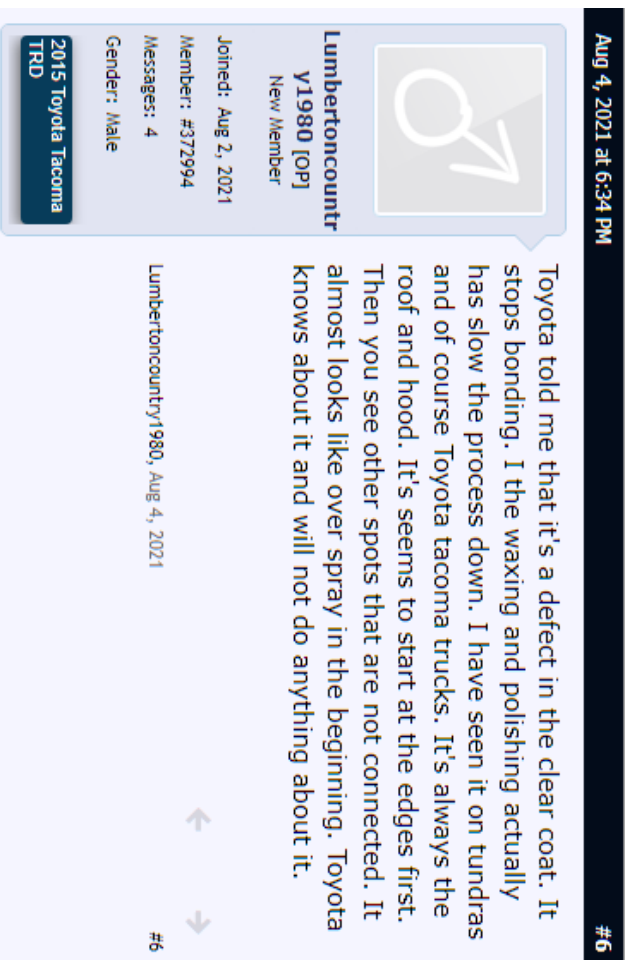 Aug 4, 2021 at 6:34 PM
#6
Lumbertoncountr
y1980 [OP]
New Member
Joined: Aug 2, 2021
Member: #372994
Messages: 4
Gender: Male
2015 Toyota Tacoma
TRD
Toyota told me that it's a defect in the clear coat. It
stops bonding. I the waxing and polishing actually
has slow the process down. I have seen it on tundras
and of course Toyota tacoma trucks. It's always the
roof and hood. It's seems to start at the edges first.
Then you see other spots that are not connected. It
almost looks like over spray in the beginning. Toyota
knows about it and will not do anything about it.
Lumbertoncountry1980, Aug 4, 2021
#6